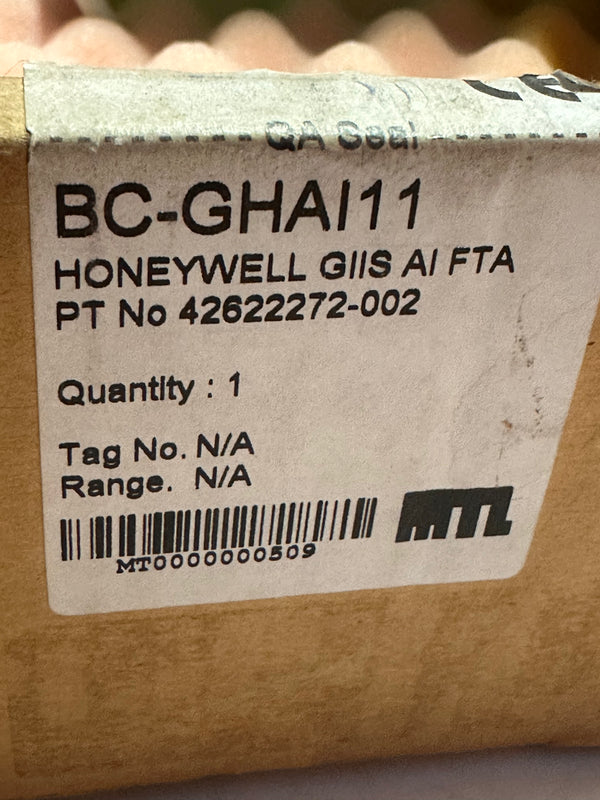 CE
QA Seal
BC-GHAI11
HONEYWELL GIIS AI FTA
PT No 42622272-002
Quantity : 1
Tag No. N/A
Range. N/A
MT0000000509
MTL